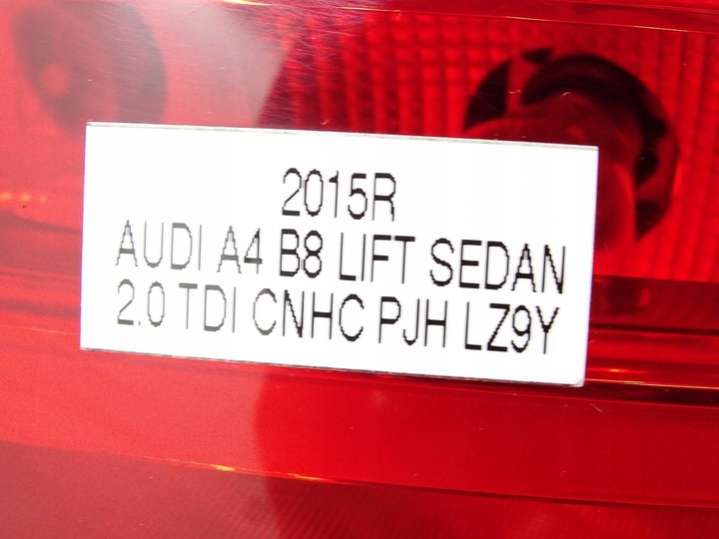 2015R
AUDI A4 B8 LIFT SEDAN
2.0 TDI CNHC PJH LZ9Y